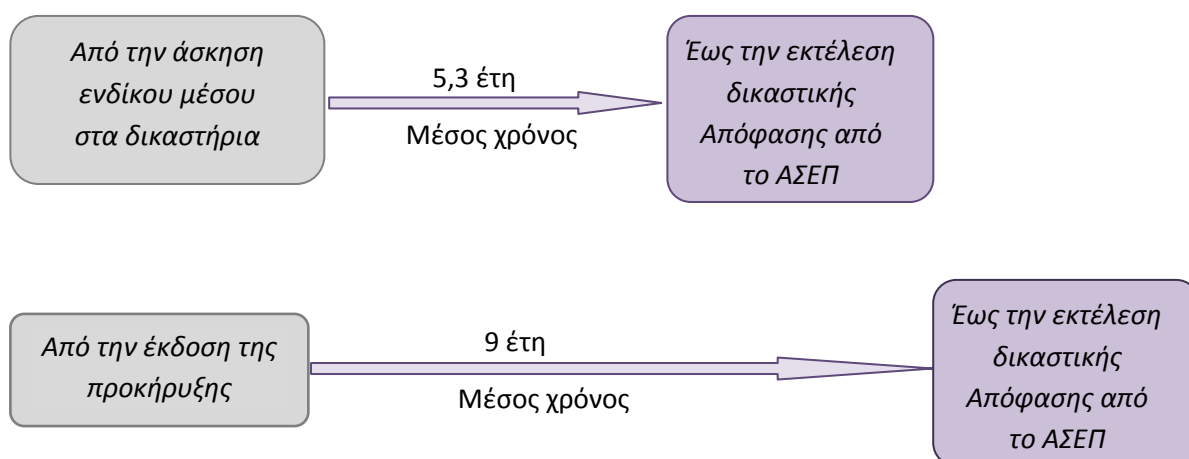 Από την άσκηση
ενδίκου μέσου
στα δικαστήρια
5,3 έτη
Μέσος χρόνος
Έως την εκτέλεση
δικαστικής
Απόφασης από
το ΑΣΕΠ
Από την έκδοση της
προκήρυξης
9 έτη
Μέσος χρόνος
Έως την εκτέλεση
δικαστικής
Απόφασης από
το ΑΣΕΠ